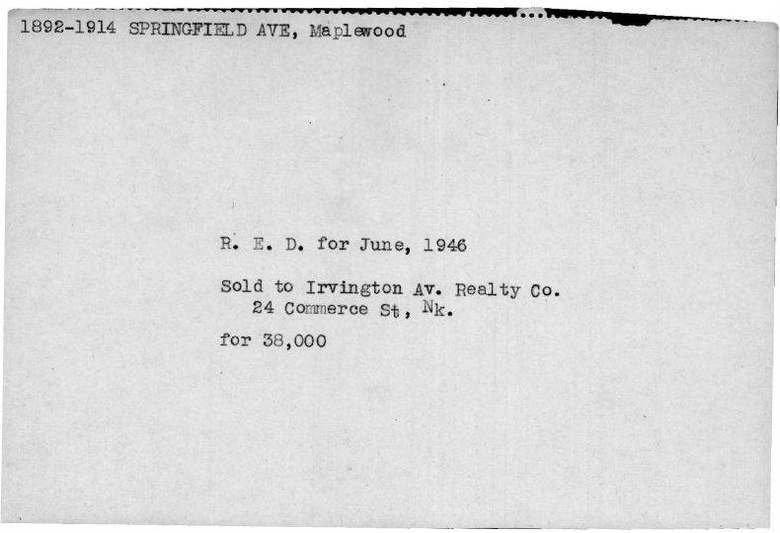 1892-1914 SPRINGFIELD AVE, Maplewood
R. E. D. for June, 1946
Sold to Irvington Av. Realty Co.
24 Commerce St, Nk.
for 38,000